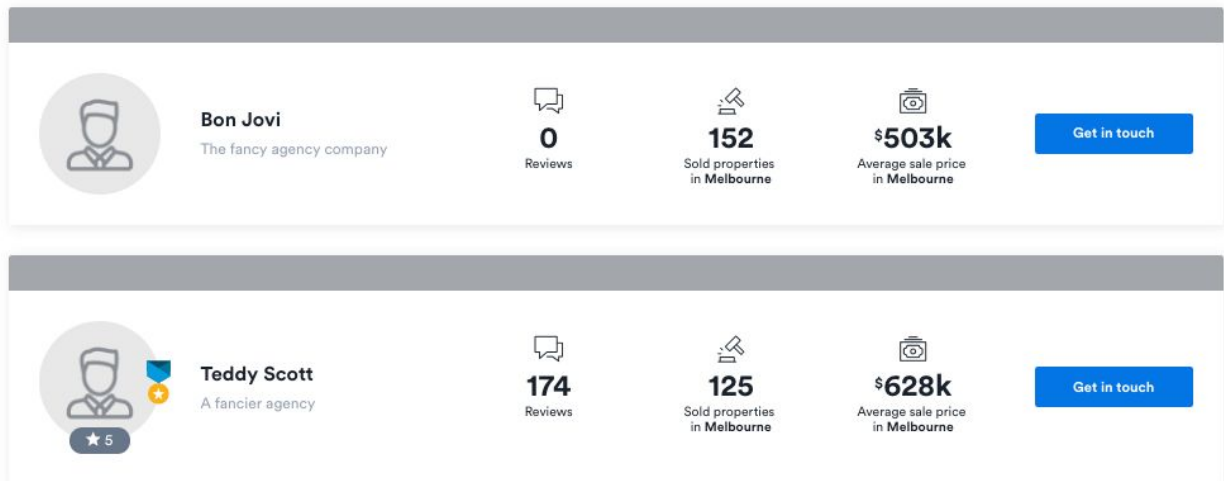 Bon Jovi
The fancy agency company
0
Reviews
152
Sold properties
in Melbourne
$503k
Average sale price
in Melbourne
Get in touch
Teddy Scott
A fancier agency
★ 5
174
Reviews
125
Sold properties
in Melbourne
$628k
Average sale price
in Melbourne
Get in touch